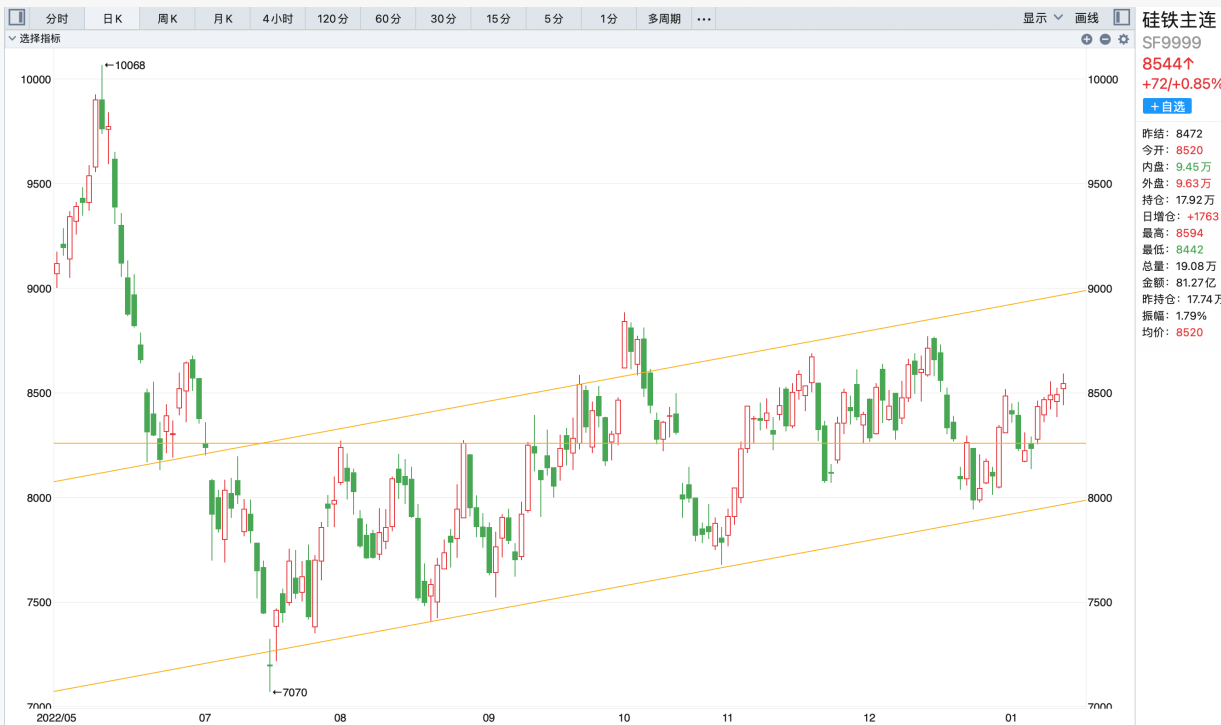 分时 日K 周K 月K 4小时 120分 60分 30分 15分 5分 1分 多周期 ••• 显示 画线
选择指标
硅铁主连
SF9999
8544↑
+72/+0.85%
＋自选
昨结: 8472
今开: 8520
内盘: 9.45万
外盘: 9.63万
持仓: 17.92万
日增仓: +1763
最高: 8594
最低: 8442
总量: 19.08万
金额: 81.27亿
昨持仓: 17.74万
振幅: 1.79%
均价: 8520
←10068
10000 10000
9500 9500
9000 9000
8500 8500
8000 8000
7500 7500
←7070
7000 7000
2022/05 07 08 09 10 11 12 01